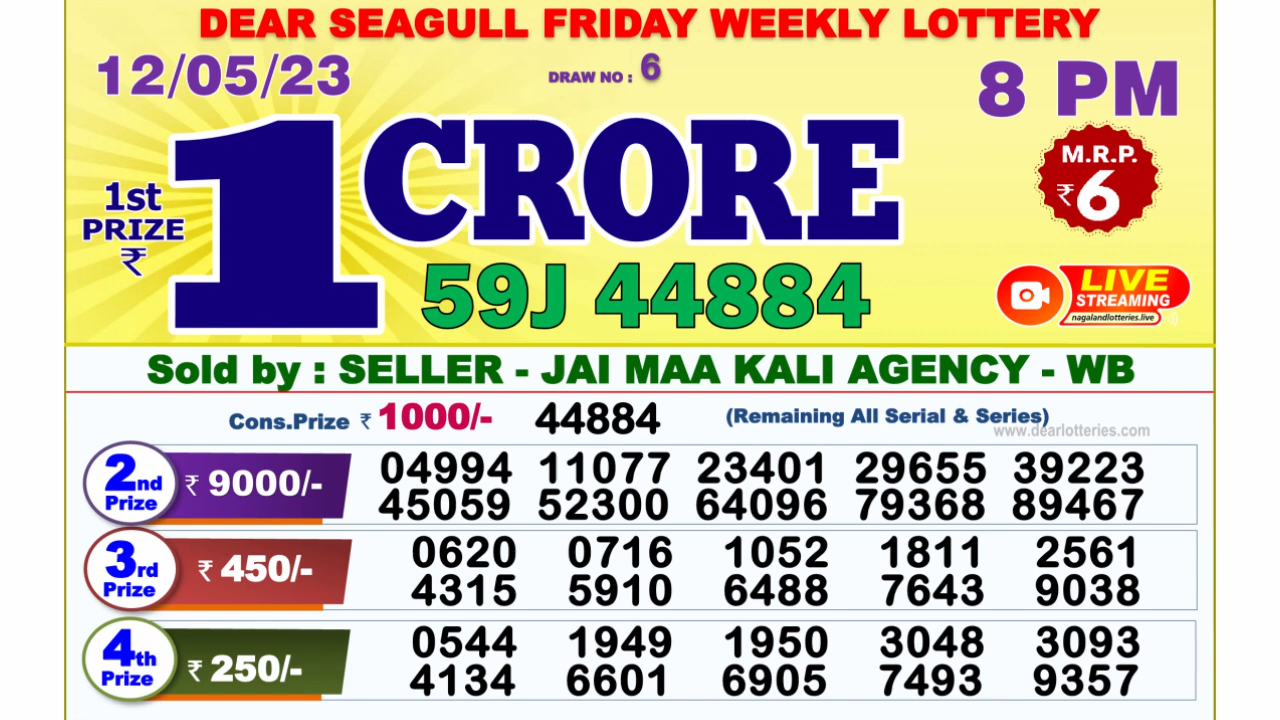 DEAR SEAGULL FRIDAY WEEKLY LOTTERY
12/05/23 DRAW NO : 6 8 PM
1st PRIZE ₹ 1 CRORE
M.R.P. ₹ 6
59J 44884
LIVE STREAMING
nagalandlotteries.live
Sold by : SELLER - JAI MAA KALI AGENCY - WB
Cons.Prize ₹ 1000/- 44884 (Remaining All Serial & Series)
www.dearlotteries.com
2nd Prize ₹ 9000/-
04994 11077 23401 29655 39223
45059 52300 64096 79368 89467
3rd Prize ₹ 450/-
0620 0716 1052 1811 2561
4315 5910 6488 7643 9038
4th Prize ₹ 250/-
0544 1949 1950 3048 3093
4134 6601 6905 7493 9357